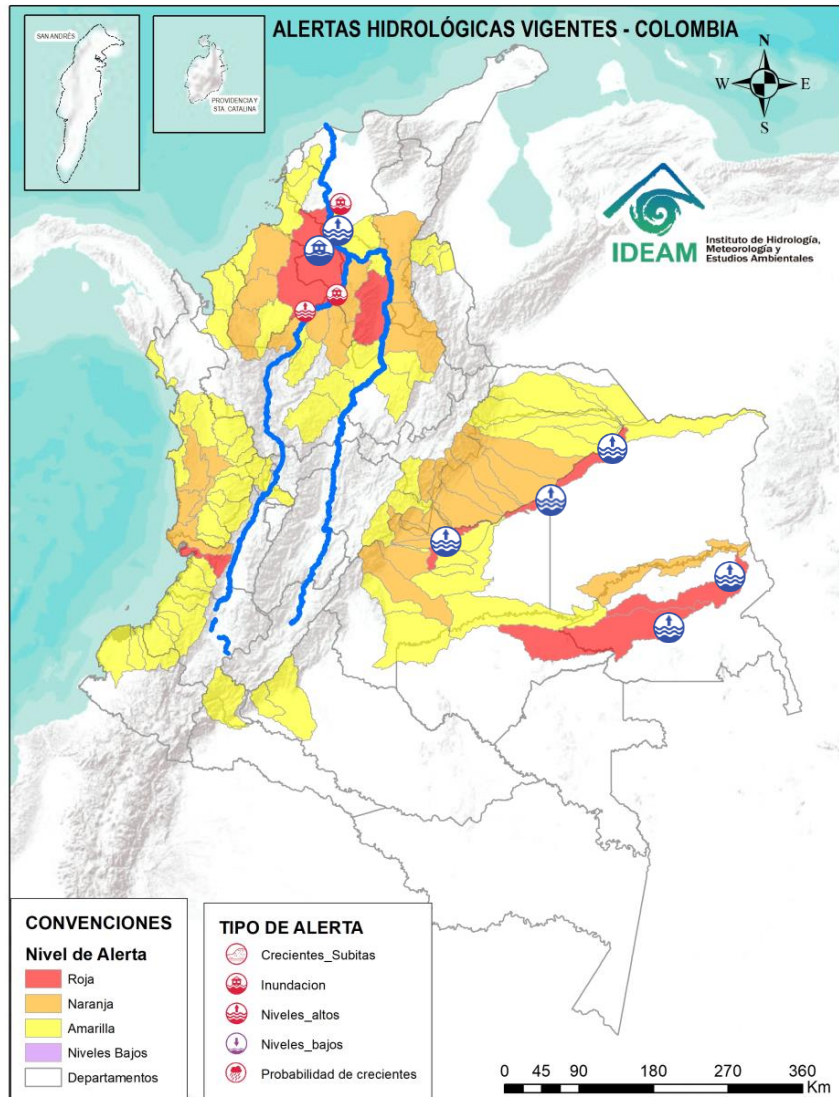 ALERTAS HIDROLÓGICAS VIGENTES - COLOMBIA
SAN ANDRÉS
PROVIDENCIA Y
STA. CATALINA
N
W
E
S
IDEAM
Instituto de Hidrología,
Meteorología y
Estudios Ambientales
CONVENCIONES
Nivel de Alerta
Roja
Naranja
Amarilla
Niveles Bajos
Departamentos
TIPO DE ALERTA
Crecientes_Subitas
Inundacion
Niveles_altos
Niveles_bajos
Probabilidad de crecientes
0 45 90 180 270 360
Km